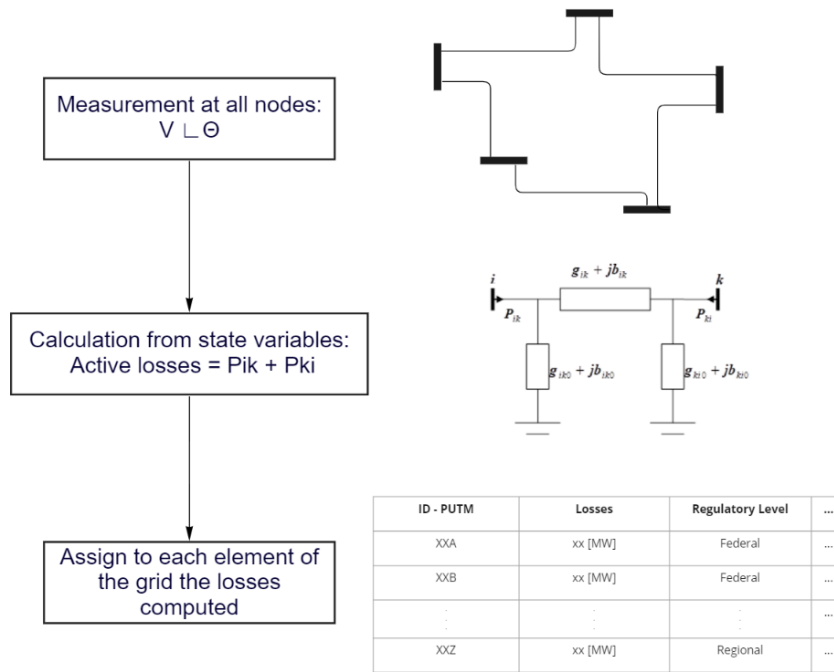 Measurement at all nodes:
V ∟Θ
Calculation from state variables:
Active losses = Pik + Pki
Assign to each element of
the grid the losses
computed
g_ik + jb_ik
i
k
P_ik
P_ki
g_ik0 + jb_ik0
g_ki0 + jb_ki0
ID - PUTM Losses Regulatory Level ...
XXA xx [MW] Federal ...
XXB xx [MW] Federal ...
⋮ ⋮ ⋮ ...
XXZ xx [MW] Regional ...